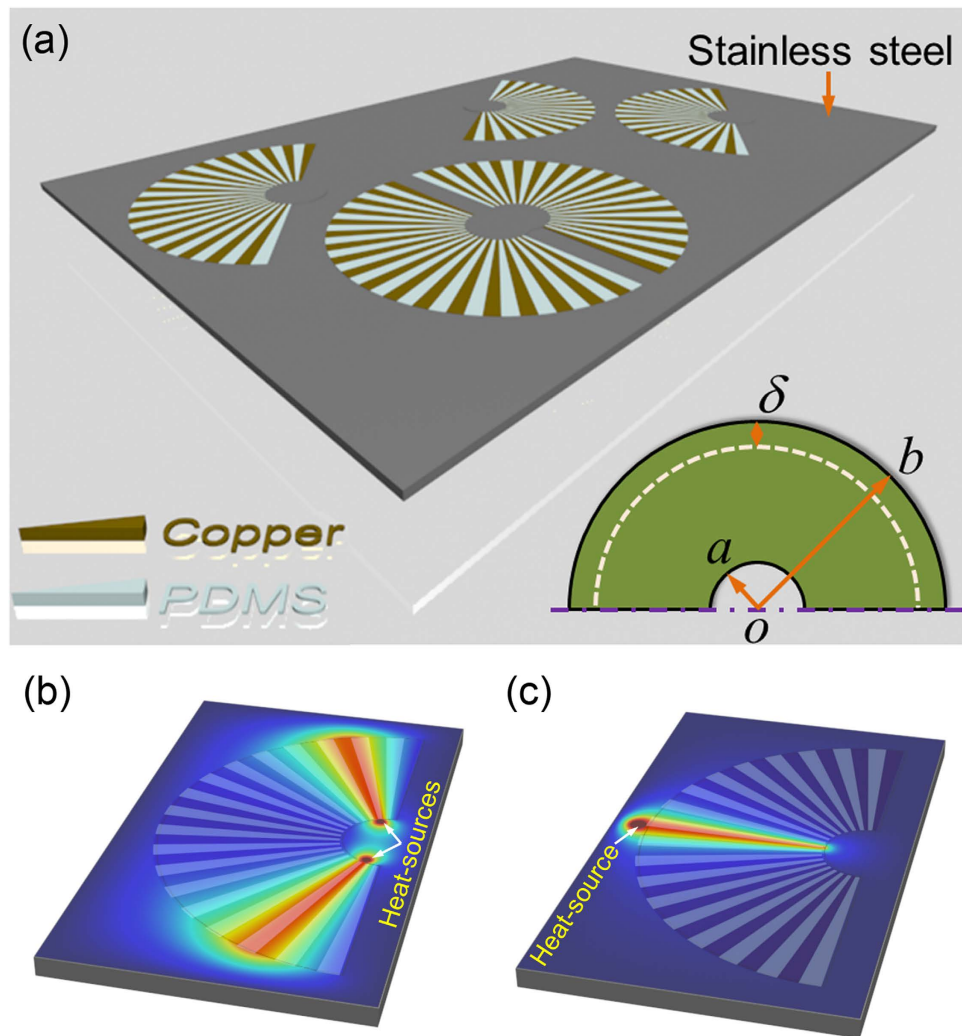 (a)
Stainless steel
δ
b
a
o
Copper
PDMS
(b)
Heat-sources
(c)
Heat-source